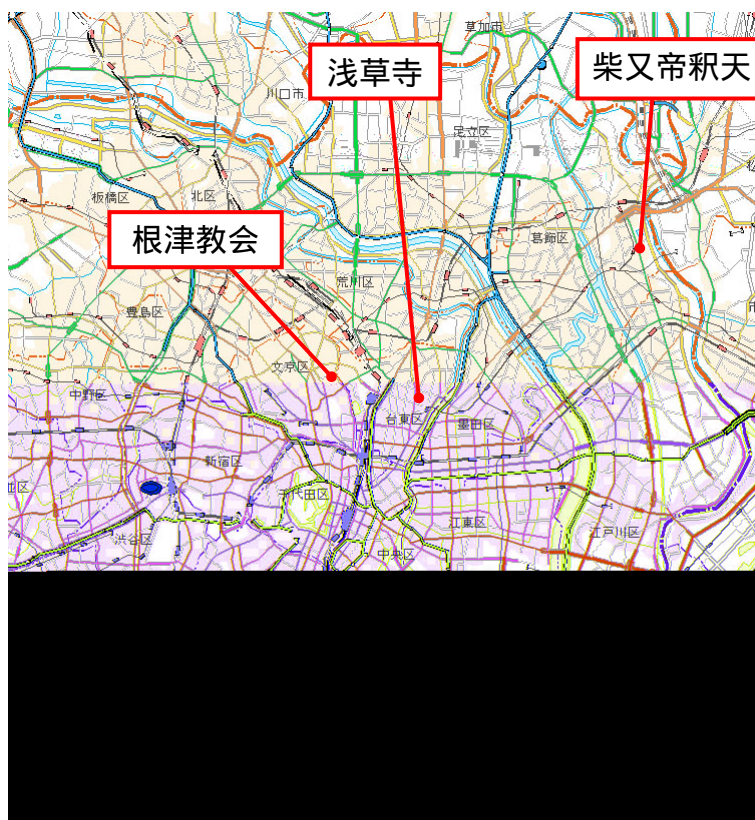 草加市
浅草寺
柴又帝釈天
川口市
足立区
板橋区
北区
根津教会
葛飾区
荒川区
豊島区
文京区
中野区
台東区
墨田区
新宿区
千代田区
江東区
江戸川区
渋谷区
中央区